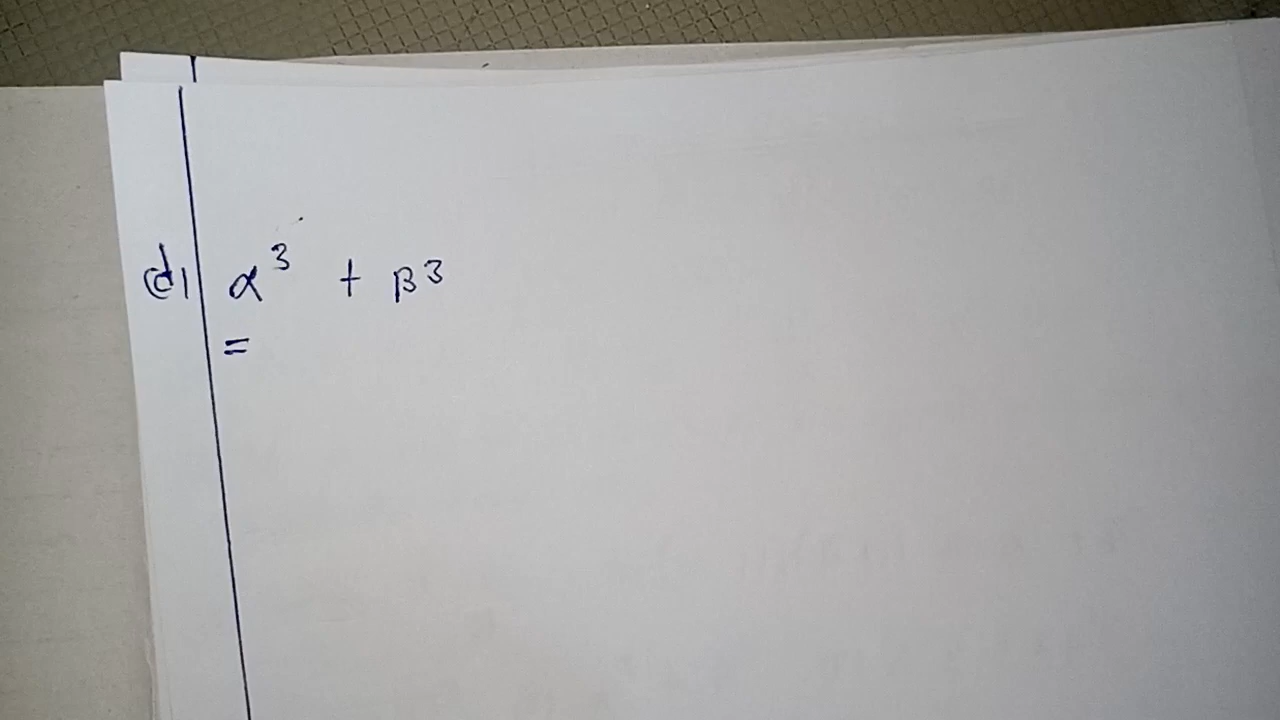 (d) α³ + β³
=